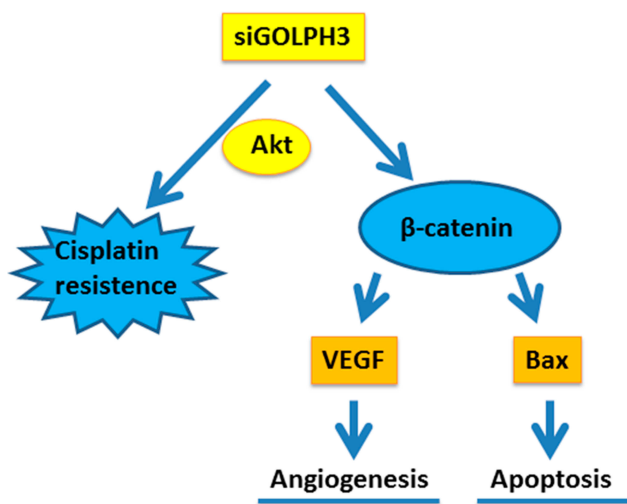 siGOLPH3
Akt
Cisplatin
resistence
β-catenin
VEGF
Bax
Angiogenesis
Apoptosis